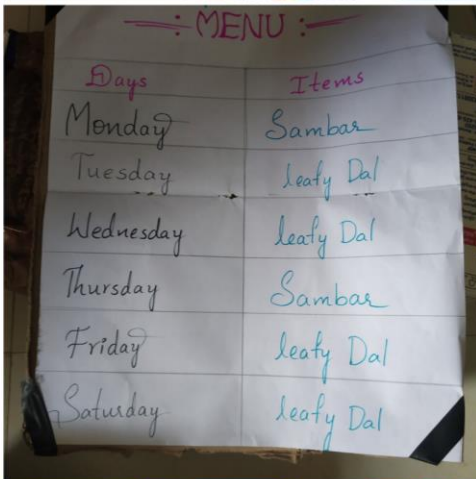 —: MENU :—
Days Items
Monday Sambar
Tuesday leafy Dal
Wednesday leafy Dal
Thursday Sambar
Friday leafy Dal
Saturday leafy Dal